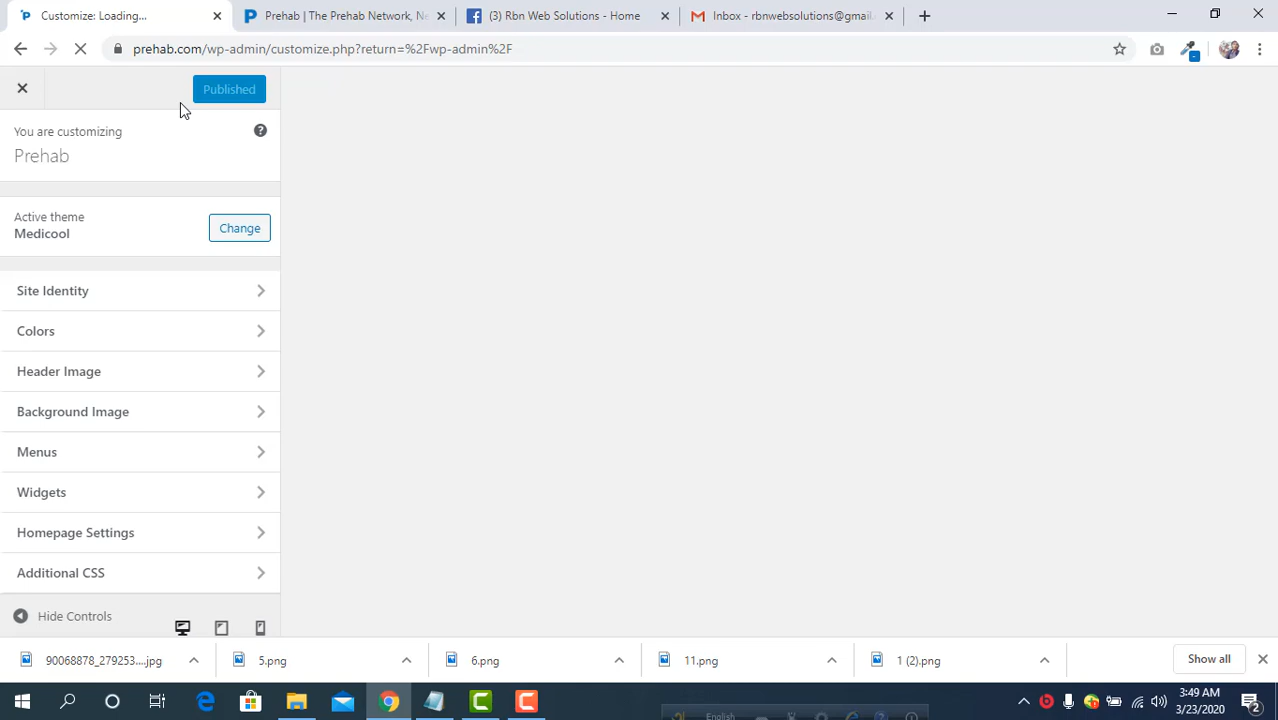 Customize: Loading...
Prehab | The Prehab Network, Ne
(3) Rbn Web Solutions - Home
Inbox - rbnwebsolutions@gmail.
prehab.com/wp-admin/customize.php?return=%2Fwp-admin%2F
Published
You are customizing
Prehab
Active theme
Medicool
Change
Site Identity
Colors
Header Image
Background Image
Menus
Widgets
Homepage Settings
Additional CSS
Hide Controls
90068878_279253....jpg
5.png
6.png
11.png
1 (2).png
Show all
English
3:49 AM
3/23/2020
2